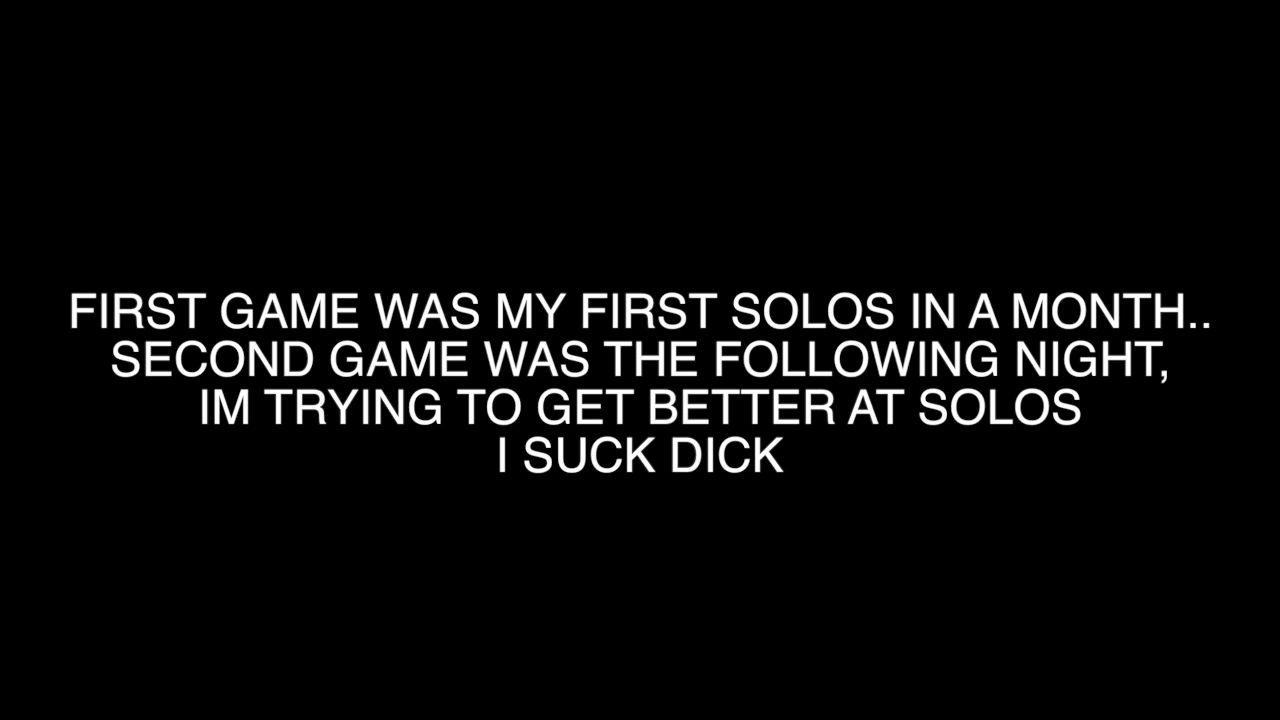 FIRST GAME WAS MY FIRST SOLOS IN A MONTH..
SECOND GAME WAS THE FOLLOWING NIGHT,
IM TRYING TO GET BETTER AT SOLOS
I SUCK DICK